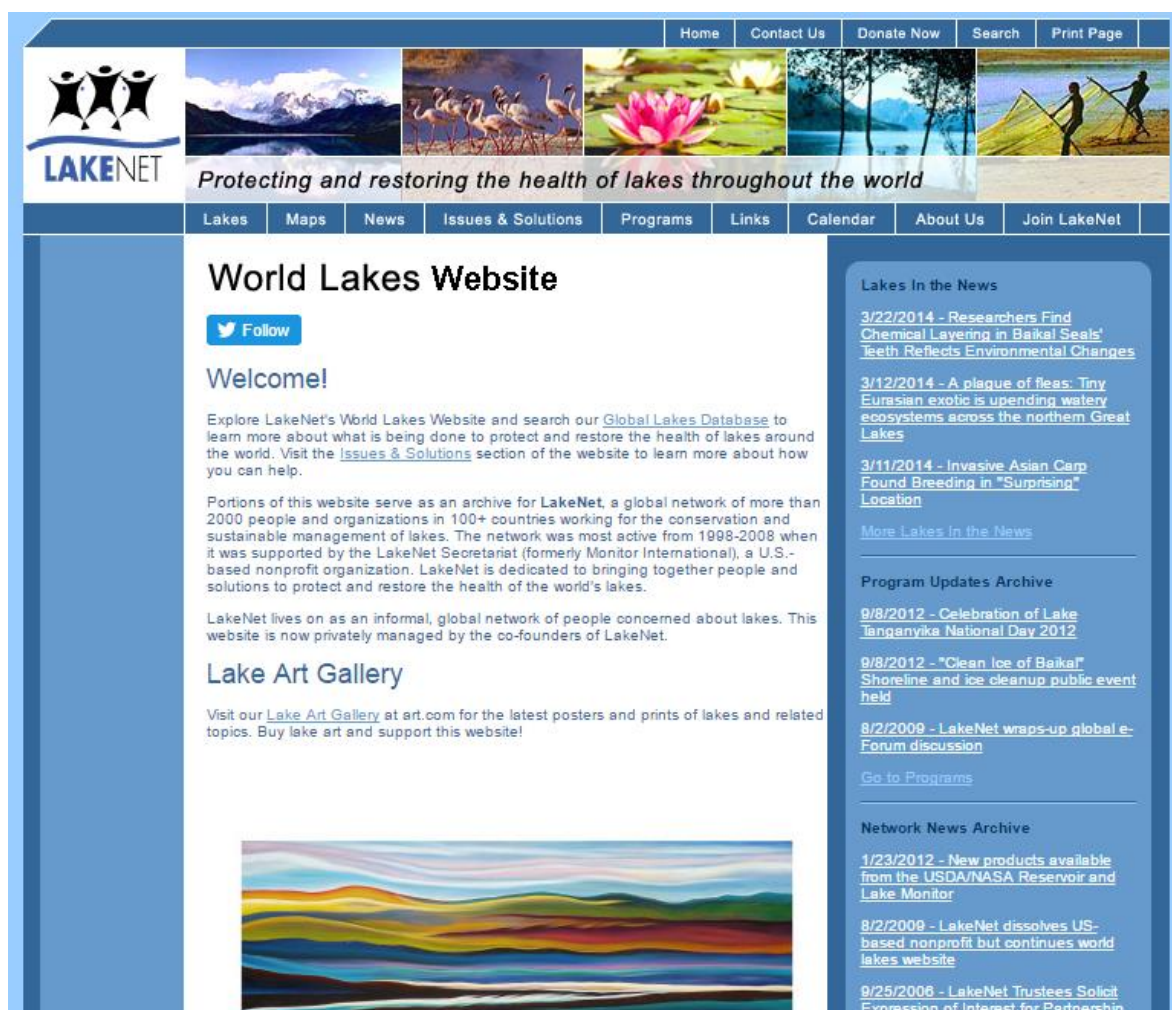 Home
Contact Us
Donate Now
Search
Print Page
LAKENET
Protecting and restoring the health of lakes throughout the world
Lakes
Maps
News
Issues & Solutions
Programs
Links
Calendar
About Us
Join LakeNet
World Lakes Website
Follow
Welcome!
Explore LakeNet's World Lakes Website and search our Global Lakes Database to
learn more about what is being done to protect and restore the health of lakes around
the world. Visit the Issues & Solutions section of the website to learn more about how
you can help.
Portions of this website serve as an archive for LakeNet, a global network of more than
2000 people and organizations in 100+ countries working for the conservation and
sustainable management of lakes. The network was most active from 1998-2008 when
it was supported by the LakeNet Secretariat (formerly Monitor International), a U.S.-
based nonprofit organization. LakeNet is dedicated to bringing together people and
solutions to protect and restore the health of the world's lakes.
LakeNet lives on as an informal, global network of people concerned about lakes. This
website is now privately managed by the co-founders of LakeNet.
Lake Art Gallery
Visit our Lake Art Gallery at art.com for the latest posters and prints of lakes and related
topics. Buy lake art and support this website!
Lakes In the News
3/22/2014 - Researchers Find
Chemical Layering in Baikal Seals'
Teeth Reflects Environmental Changes
3/12/2014 - A plague of fleas: Tiny
Eurasian exotic is upending watery
ecosystems across the northern Great
Lakes
3/11/2014 - Invasive Asian Carp
Found Breeding in "Surprising"
Location
More Lakes In the News
Program Updates Archive
9/8/2012 - Celebration of Lake
Tanganyika National Day 2012
9/8/2012 - "Clean Ice of Baikal"
Shoreline and ice cleanup public event
held
8/2/2009 - LakeNet wraps-up global e-
Forum discussion
Go to Programs
Network News Archive
1/23/2012 - New products available
from the USDA/NASA Reservoir and
Lake Monitor
8/2/2009 - LakeNet dissolves US-
based nonprofit but continues world
lakes website
9/25/2006 - LakeNet Trustees Solicit
Expression of Interest for Partnership